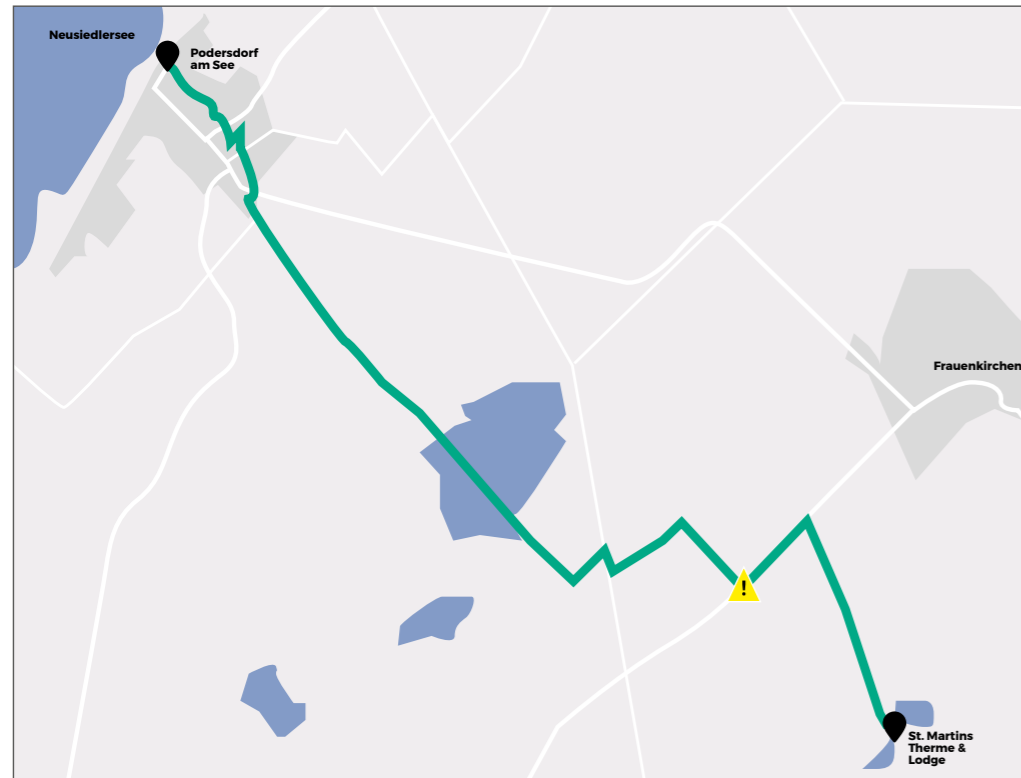 Neusiedlersee
Podersdorf
am See
Frauenkirchen
!
St. Martins
Therme &
Lodge